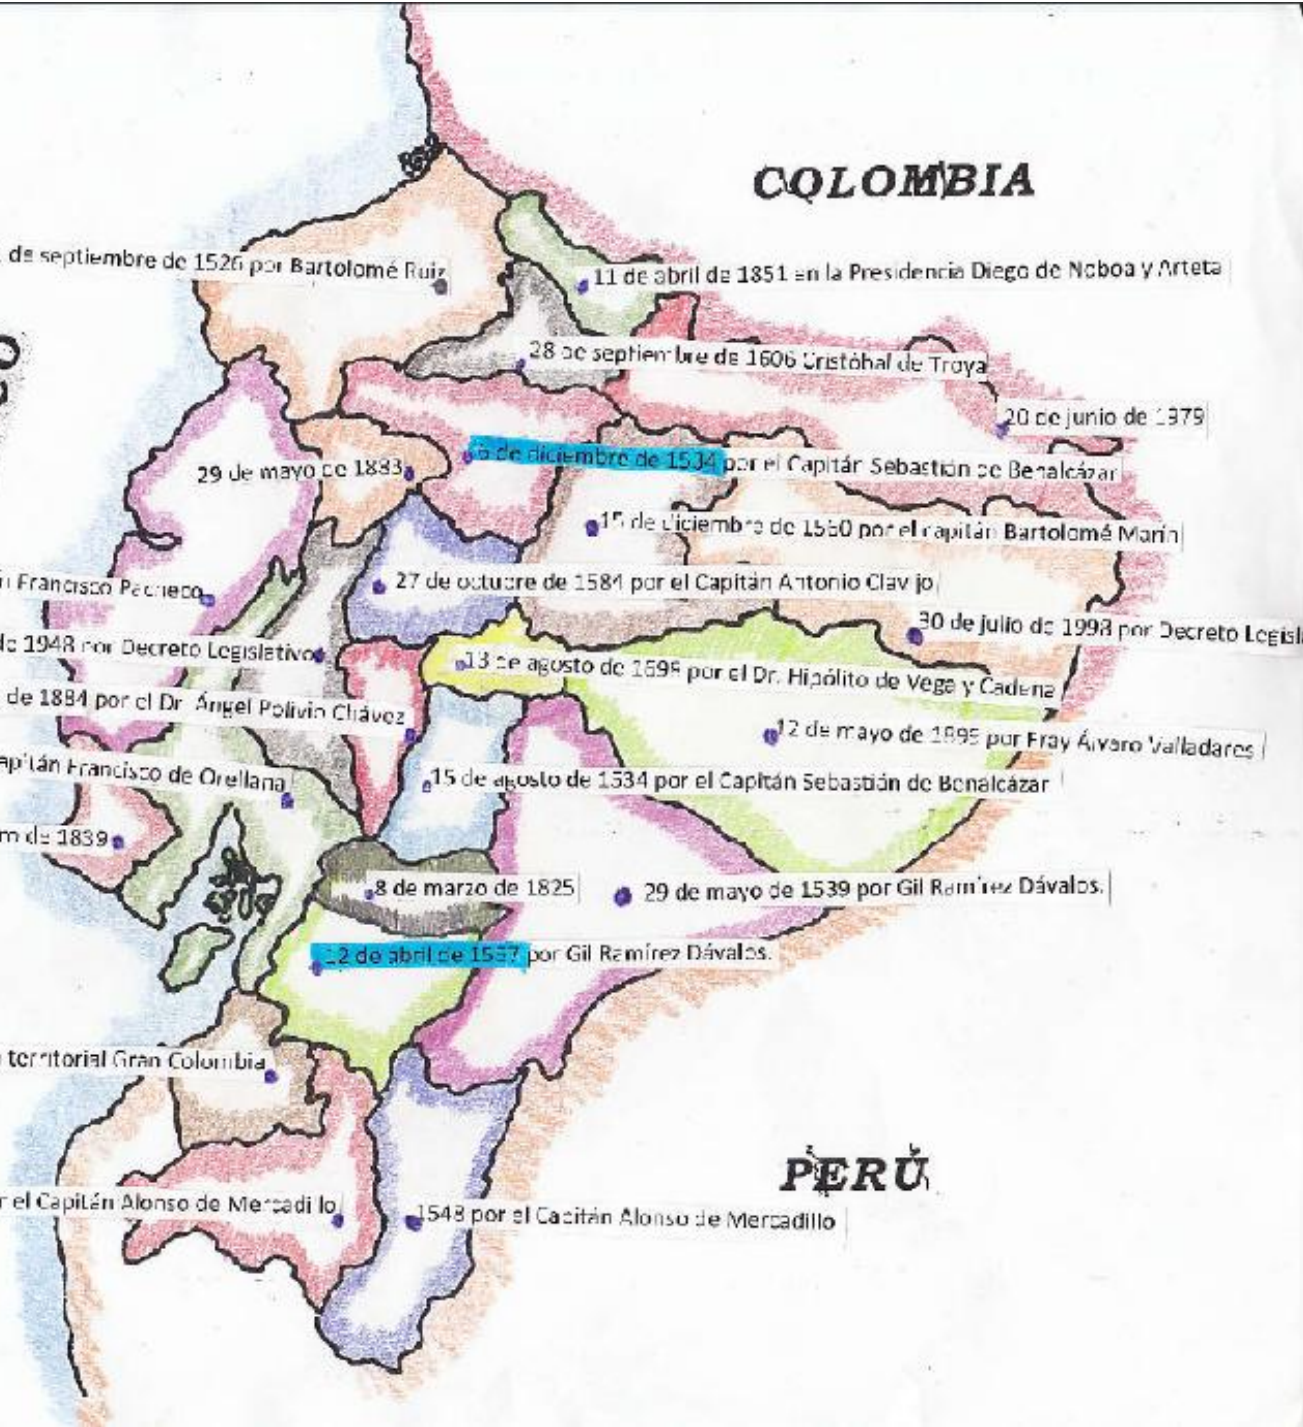 COLOMBIA
de septiembre de 1526 por Bartolomé Ruiz
11 de abril de 1851 en la Presidencia Diego de Noboa y Arteta
28 de septiembre de 1606 Cristóbal de Troya
20 de junio de 1979
29 de mayo de 1883
6 de diciembre de 1534 por el Capitán Sebastián de Benalcázar
15 de diciembre de 1560 por el capitán Bartolomé Marín
Francisco Pacheco
27 de octubre de 1584 por el Capitán Antonio Clavijo
30 de julio de 1998 por Decreto Legisl
de 1948 por Decreto Legislativo
13 de agosto de 1699 por el Dr. Hipólito de Vega y Cadena
de 1884 por el Dr. Ángel Polivio Chávez
12 de mayo de por Fray Álvaro Valladares
apitán Francisco de Orellana
15 de agosto de 1534 por el Capitán Sebastián de Benalcázar
de 1839
8 de marzo de 1825
29 de mayo de 1539 por Gil Ramírez Dávalos.
12 de abril de 1557 por Gil Ramírez Dávalos.
territorial Gran Colombia
PERÚ
r el Capitán Alonso de Mercadillo
1548 por el Capitán Alonso de Mercadillo